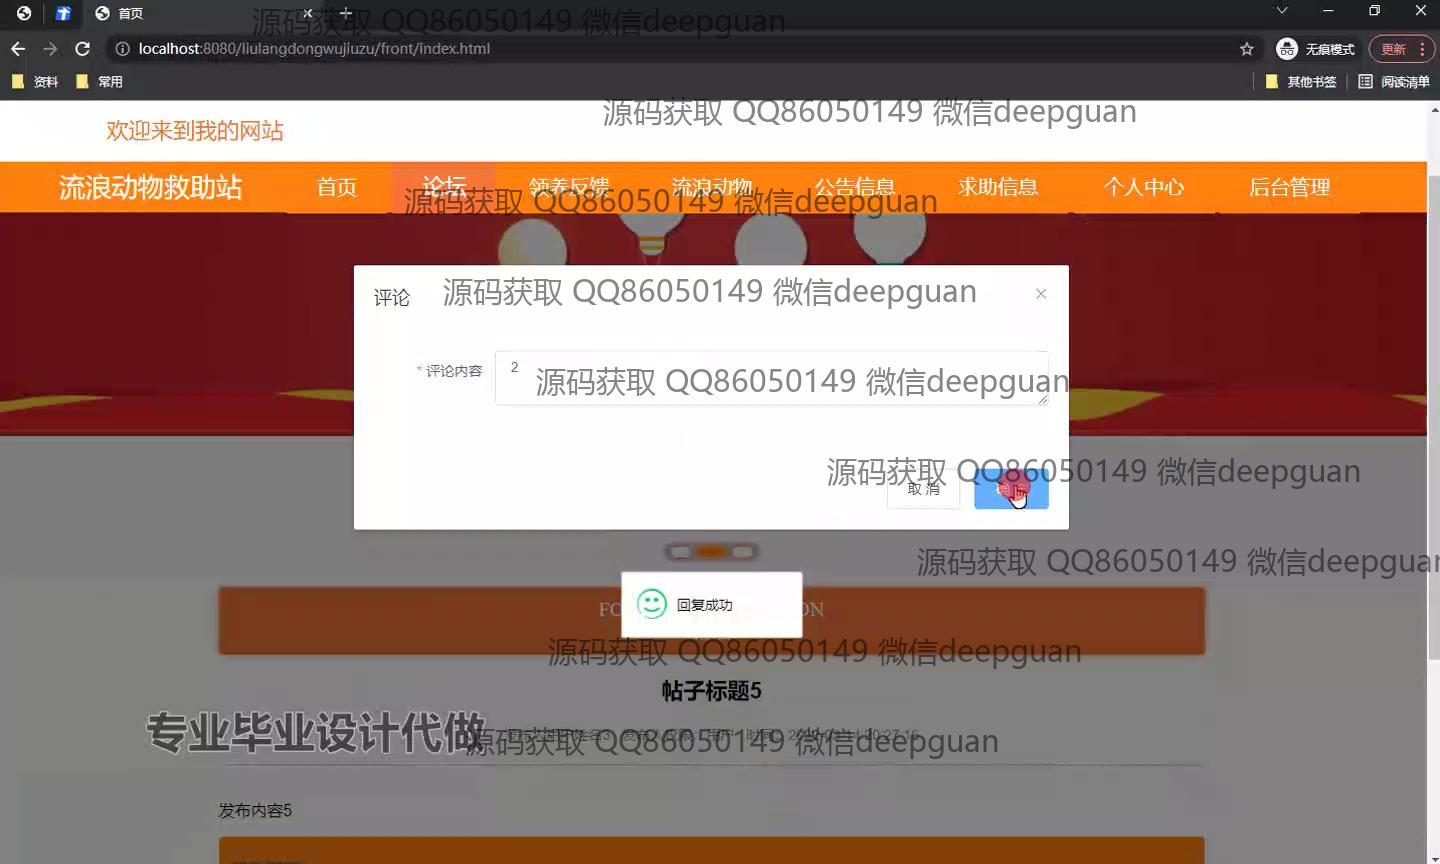 首页
源码获取 QQ86050149 微信deepguan
localhost:8080/liulangdongwujiuzu/front/index.html
无痕模式
更新
资料
常用
其他书签
阅读清单
源码获取 QQ86050149 微信deepguan
欢迎来到我的网站
流浪动物救助站
首页
论坛
领养反馈
流浪动物
公告信息
求助信息
个人中心
后台管理
源码获取 QQ86050149 微信deepguan
评论
源码获取 QQ86050149 微信deepguan
* 评论内容
2
源码获取 QQ86050149 微信deepguan
源码获取 QQ86050149 微信deepguan
取消
源码获取 QQ86050149 微信deepguan
回复成功
源码获取 QQ86050149 微信deepguan
帖子标题5
专业毕业设计代做
源码获取 QQ86050149 微信deepguan
发布内容5